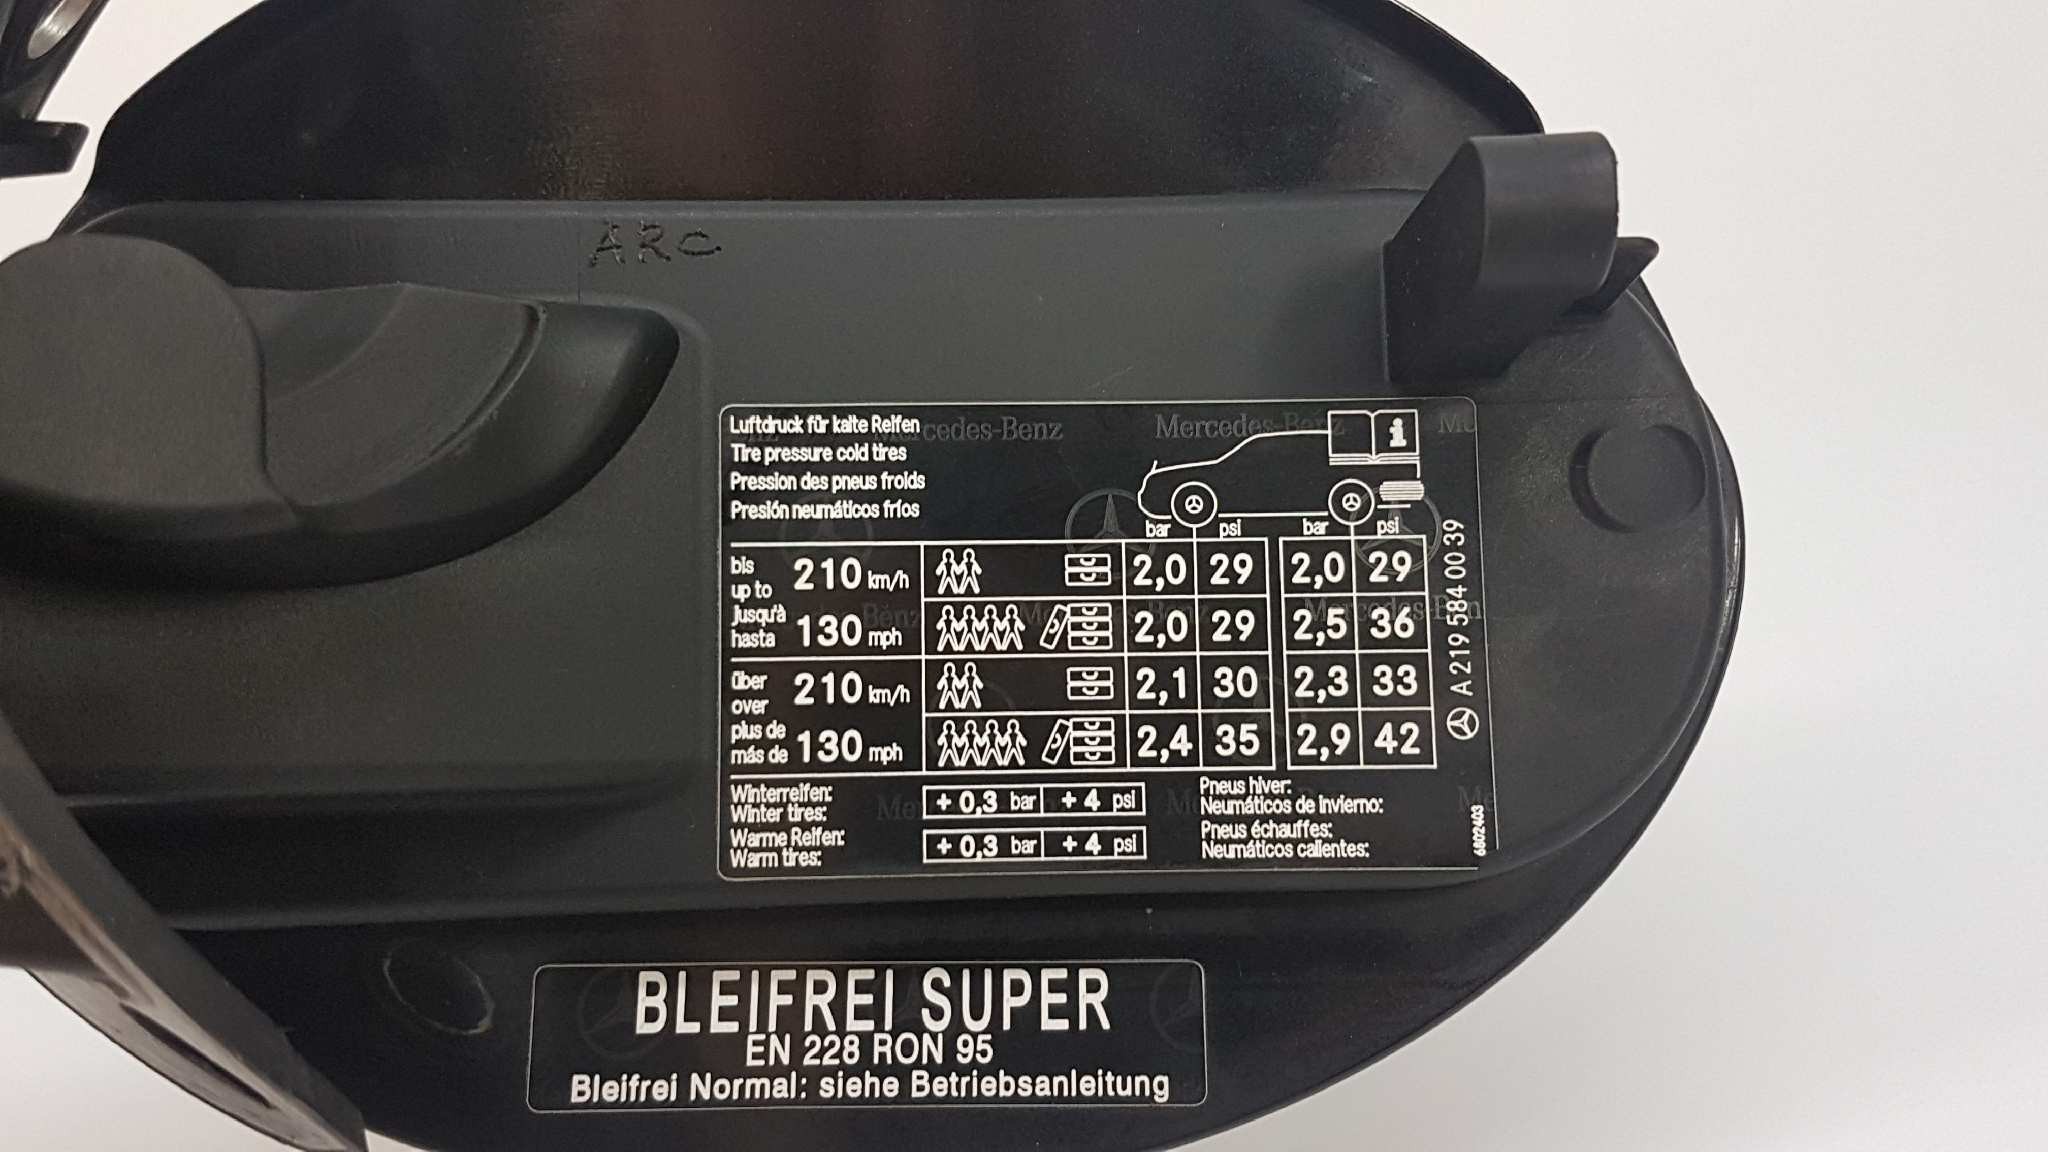 ARC
Luftdruck für kalte Reifen
Tire pressure cold tires
Pression des pneus froids
Presión neumáticos fríos
i
bar psi bar psi
bis
up to 210 km/h 2,0 29 2,0 29
jusqu'à
hasta 130 mph 2,0 29 2,5 36
über
over 210 km/h 2,1 30 2,3 33
plus de
más de 130 mph 2,4 35 2,9 42
Winterreifen:
Winter tires: + 0,3 bar + 4 psi
Pneus hiver:
Neumáticos de invierno:
Warme Reifen:
Warm tires: + 0,3 bar + 4 psi
Pneus échauffes:
Neumáticos calientes:
A 219 584 00 39
6802403
Mercedes-Benz Mercedes-Benz
BLEIFREI SUPER
EN 228 RON 95
Bleifrei Normal: siehe Betriebsanleitung